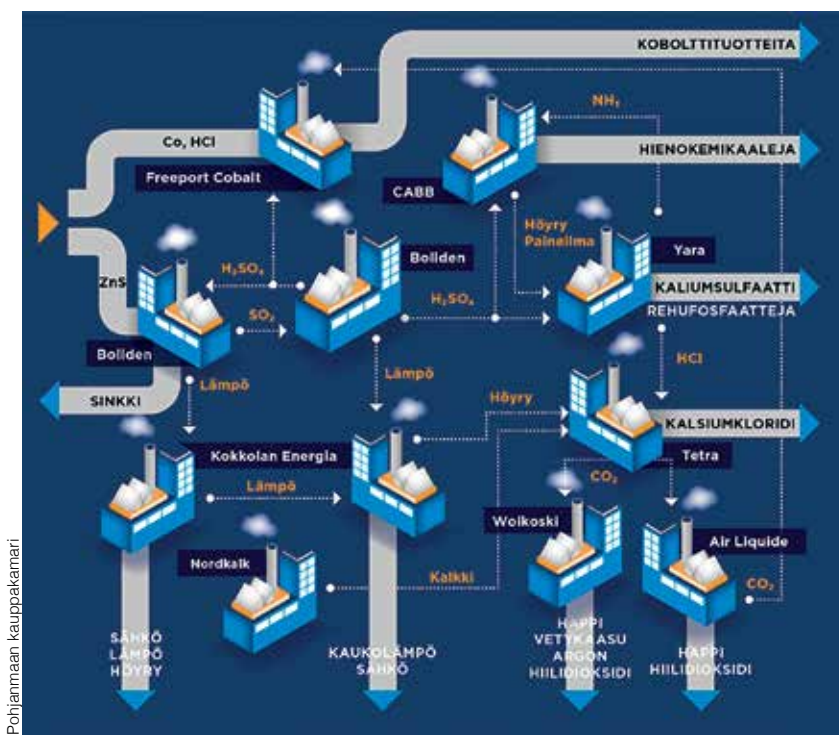 KOBOLTTITUOTTEITA
NH₃
Co, HCl
HIENOKEMIKAALEJA
Freeport Cobalt
CABB
Höyry
Paineilma
Yara
Boliden
H₂SO₄
ZnS
H₂SO₄
KALIUMSULFAATTI
REHUFOSFAATTEJA
SO₂
Boliden
HCl
Lämpö
Lämpö
SINKKI
Höyry
KALSIUMKLORIDI
Kokkolan Energia
Tetra
CO₂
Lämpö
Woikoski
Air Liquide
Nordkalk
Kalkki
CO₂
SÄHKÖ
LÄMPÖ
HÖYRY
KAUKOLÄMPÖ
SÄHKÖ
HAPPI
VETYKAASU
ARGON
HIILIDIOKSIDI
HAPPI
HIILIDIOKSIDI
Pohjanmaan kauppakamari